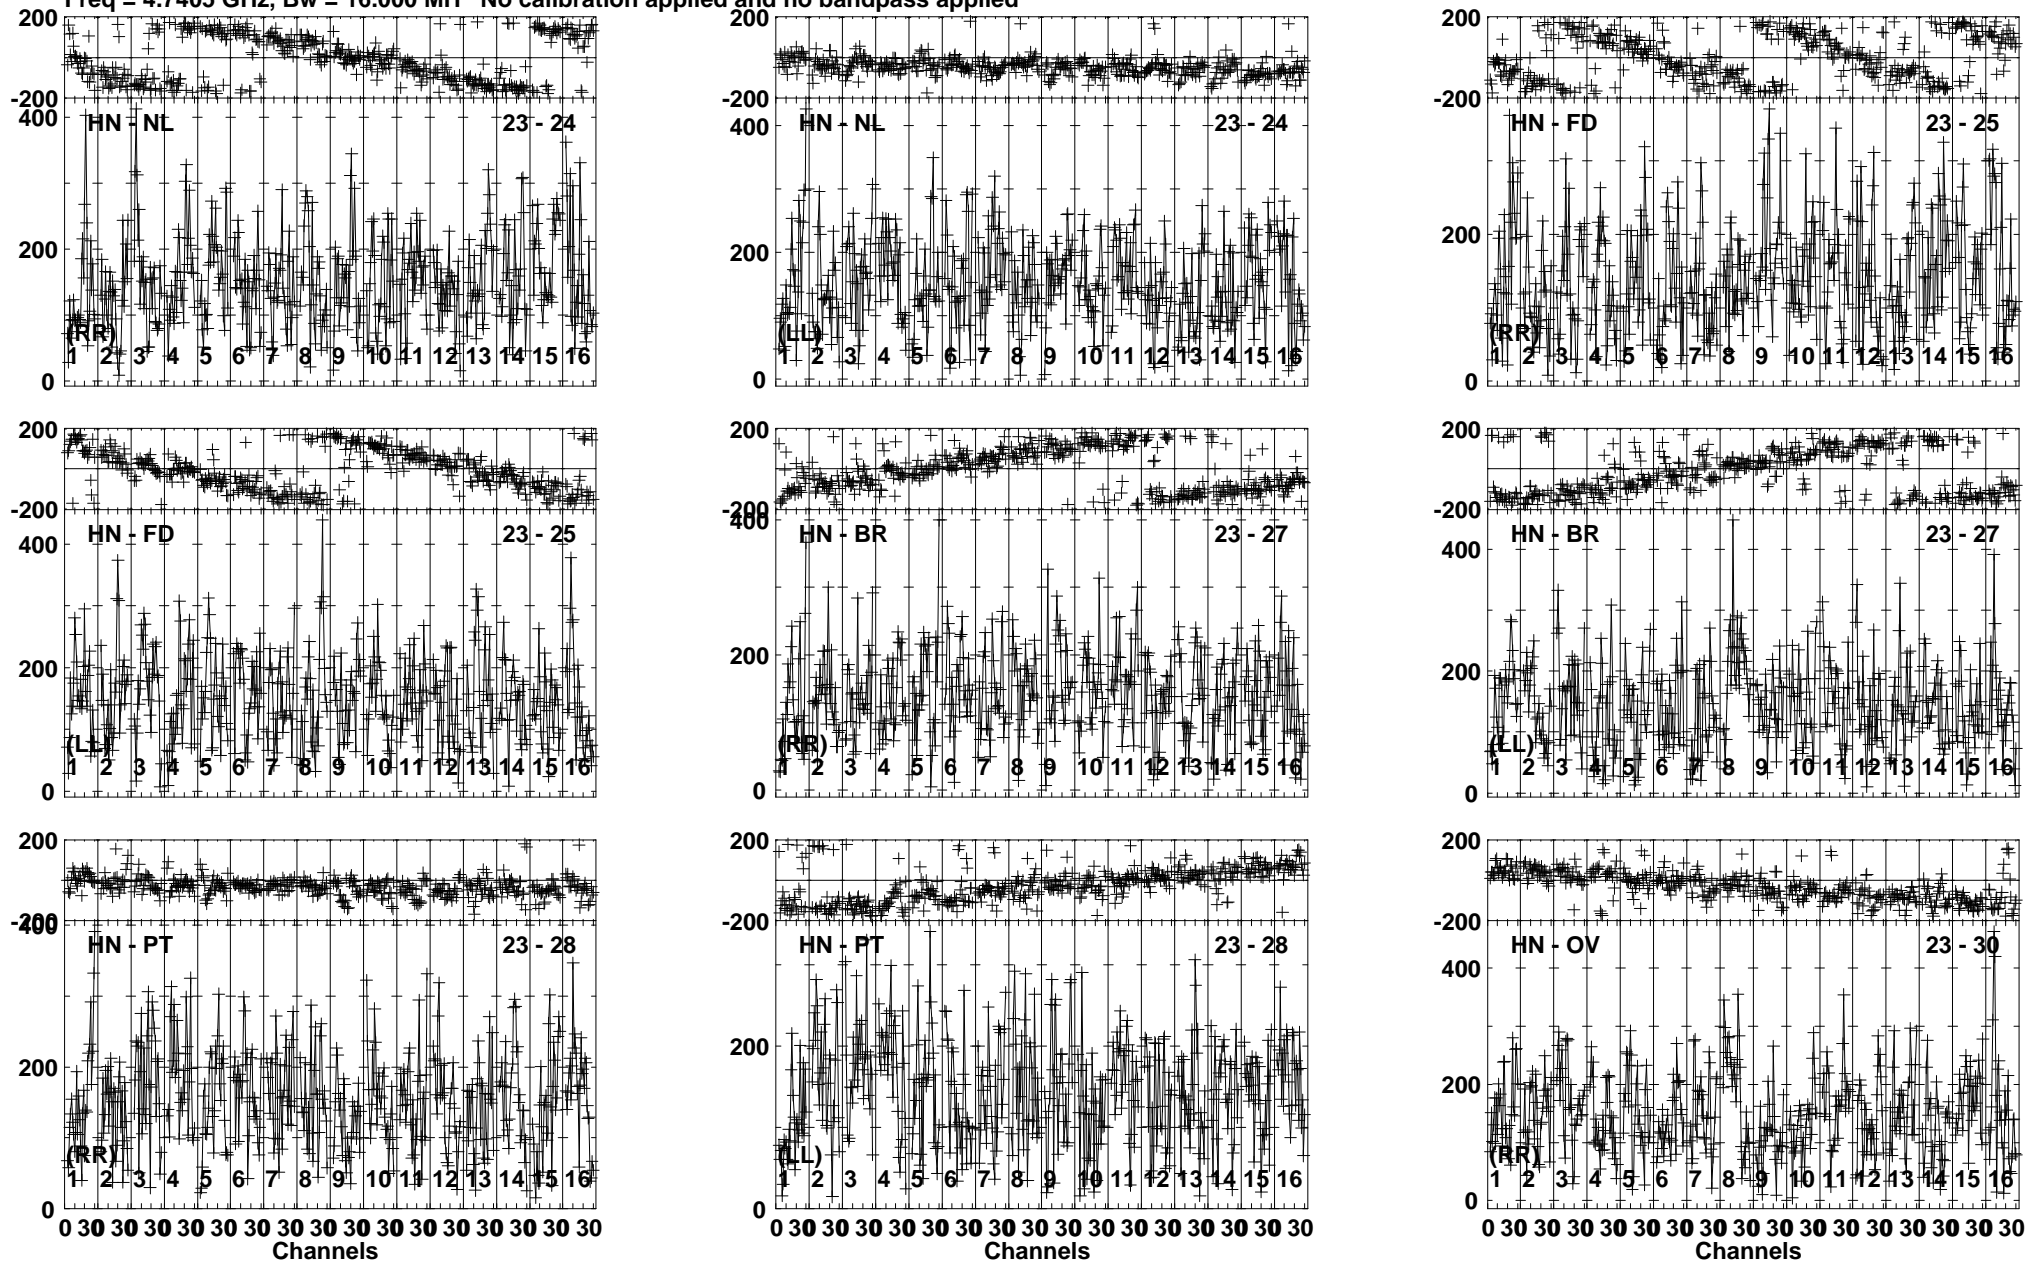 Freq = 4.7405 GHz, Bw = 16.000 MH No calibration applied and no bandpass applied
200 200 200
-200 -200 -200
400 400
HN - NL 23 - 24 HN - NL 23 - 24 HN - FD 23 - 25
200 200 200
(RR) (LL) (RR)
1 2 3 4 5 6 7 8 9 10 11 12 13 14 15 16 1 2 3 4 5 6 7 8 9 10 11 12 13 14 15 16 1 2 3 4 5 6 7 8 9 10 11 12 13 14 15 16
0 0 0
200 200 200
-200 -200 -200
400 400 400
HN - FD 23 - 25 HN - BR 23 - 27 HN - BR 23 - 27
200 200 200
(LL) (RR) (LL)
1 2 3 4 5 6 7 8 9 10 11 12 13 14 15 16 1 2 3 4 5 6 7 8 9 10 11 12 13 14 15 16 1 2 3 4 5 6 7 8 9 10 11 12 13 14 15 16
0 0 0
200 200 200
-200 -200 -200
400 400
HN - PT 23 - 28 HN - PT 23 - 28 HN - OV 23 - 30
200 200 200
(RR) (LL) (RR)
1 2 3 4 5 6 7 8 9 10 11 12 13 14 15 16 1 2 3 4 5 6 7 8 9 10 11 12 13 14 15 16 1 2 3 4 5 6 7 8 9 10 11 12 13 14 15 16
0 0 0
0 30 30 30 30 30 30 30 30 30 30 30 30 30 30 30 30 0 30 30 30 30 30 30 30 30 30 30 30 30 30 30 30 30 0 30 30 30 30 30 30 30 30 30 30 30 30 30 30 30 30
Channels Channels Channels